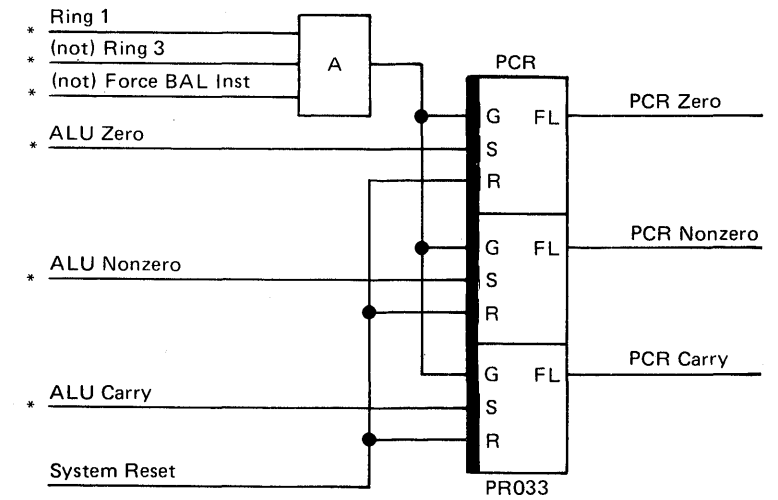 Ring 1
*
(not) Ring 3
*
(not) Force BAL Inst
*
A
PCR
G FL
PCR Zero
ALU Zero
*
S
R
G FL
PCR Nonzero
ALU Nonzero
*
S
R
G FL
PCR Carry
ALU Carry
*
S
R
System Reset
PR033